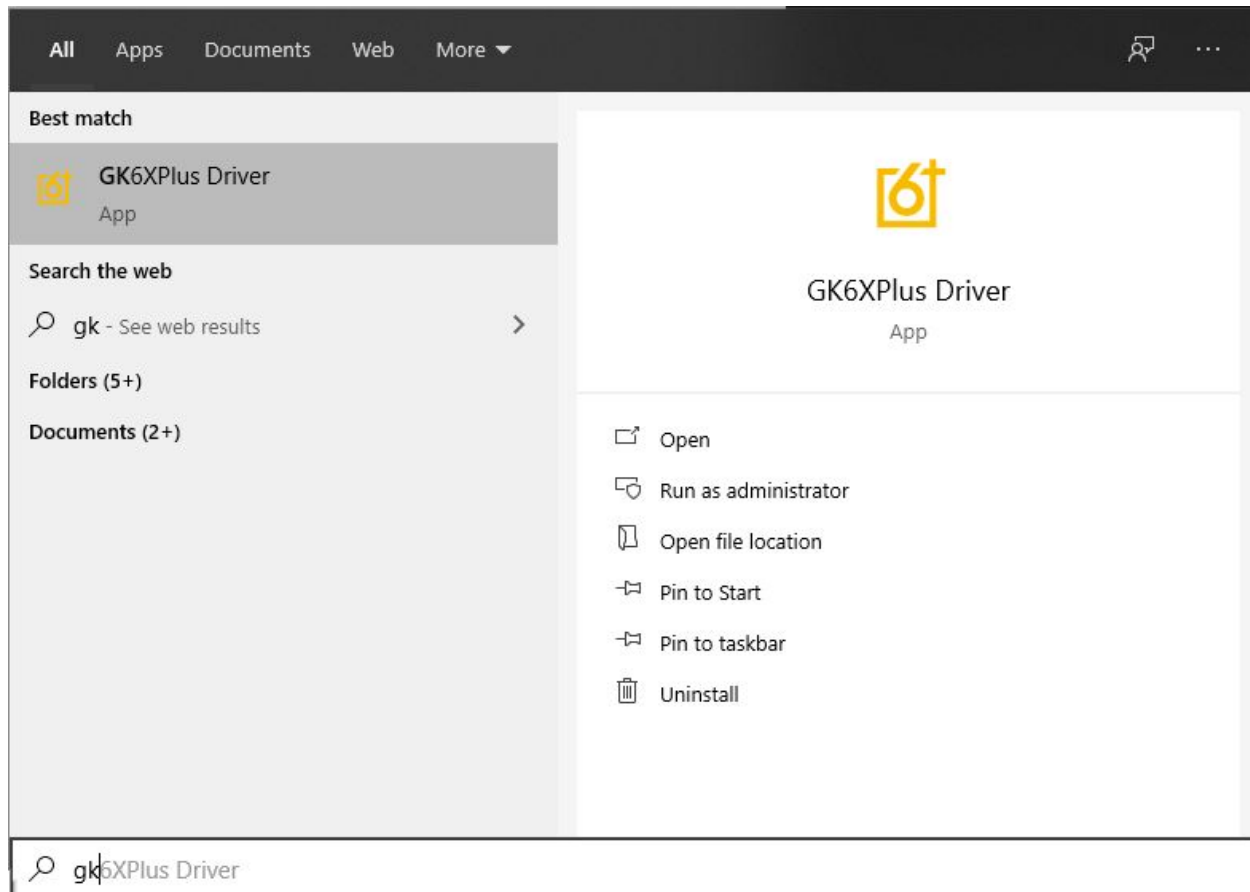 All Apps Documents Web More
Best match
GK6XPlus Driver
App
Search the web
gk - See web results
Folders (5+)
Documents (2+)
6+
GK6XPlus Driver
App
Open
Run as administrator
Open file location
Pin to Start
Pin to taskbar
Uninstall
gk6XPlus Driver